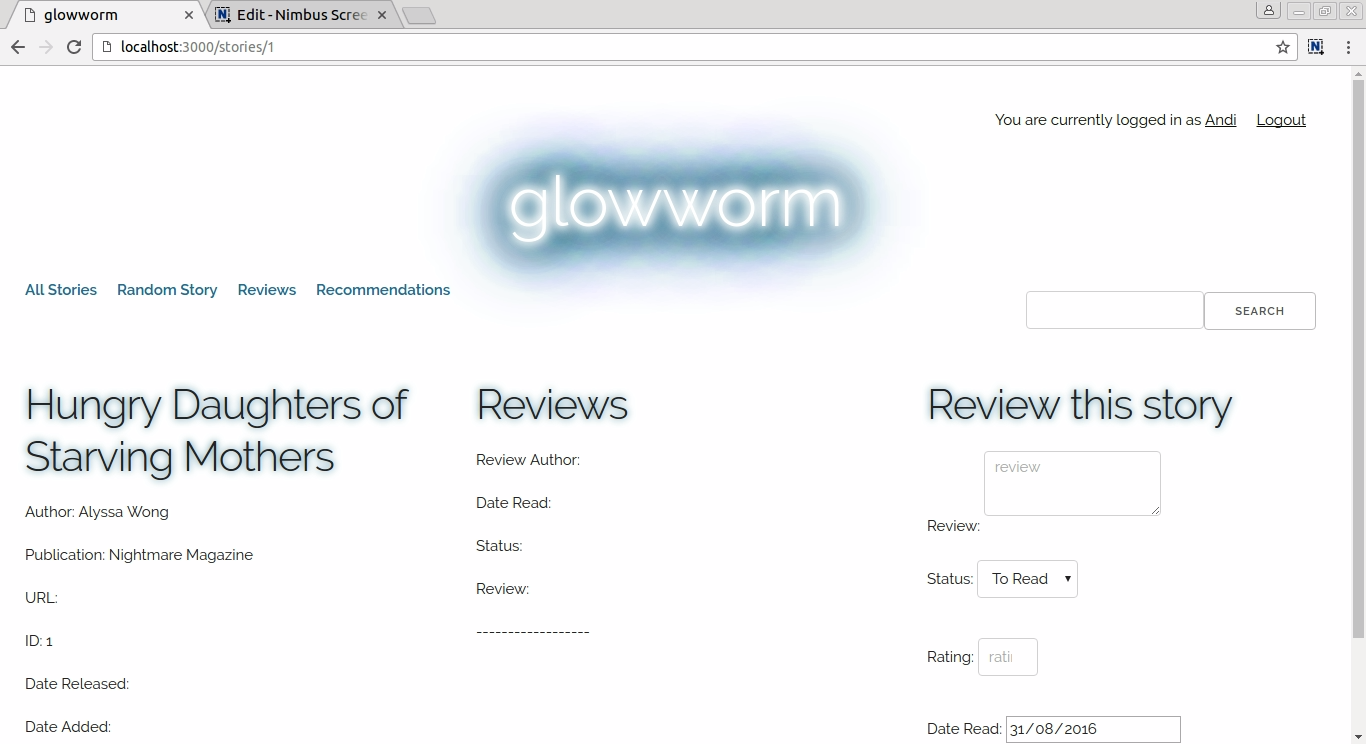 glowworm
Edit - Nimbus Scree
localhost:3000/stories/1
You are currently logged in as Andi Logout
glowworm
All Stories Random Story Reviews Recommendations
SEARCH
Hungry Daughters of
Starving Mothers
Author: Alyssa Wong
Publication: Nightmare Magazine
URL:
ID: 1
Date Released:
Date Added:
Reviews
Review Author:
Date Read:
Status:
Review:
------------------
Review this story
review
Review:
Status: To Read
Rating: rati
Date Read: 31/08/2016